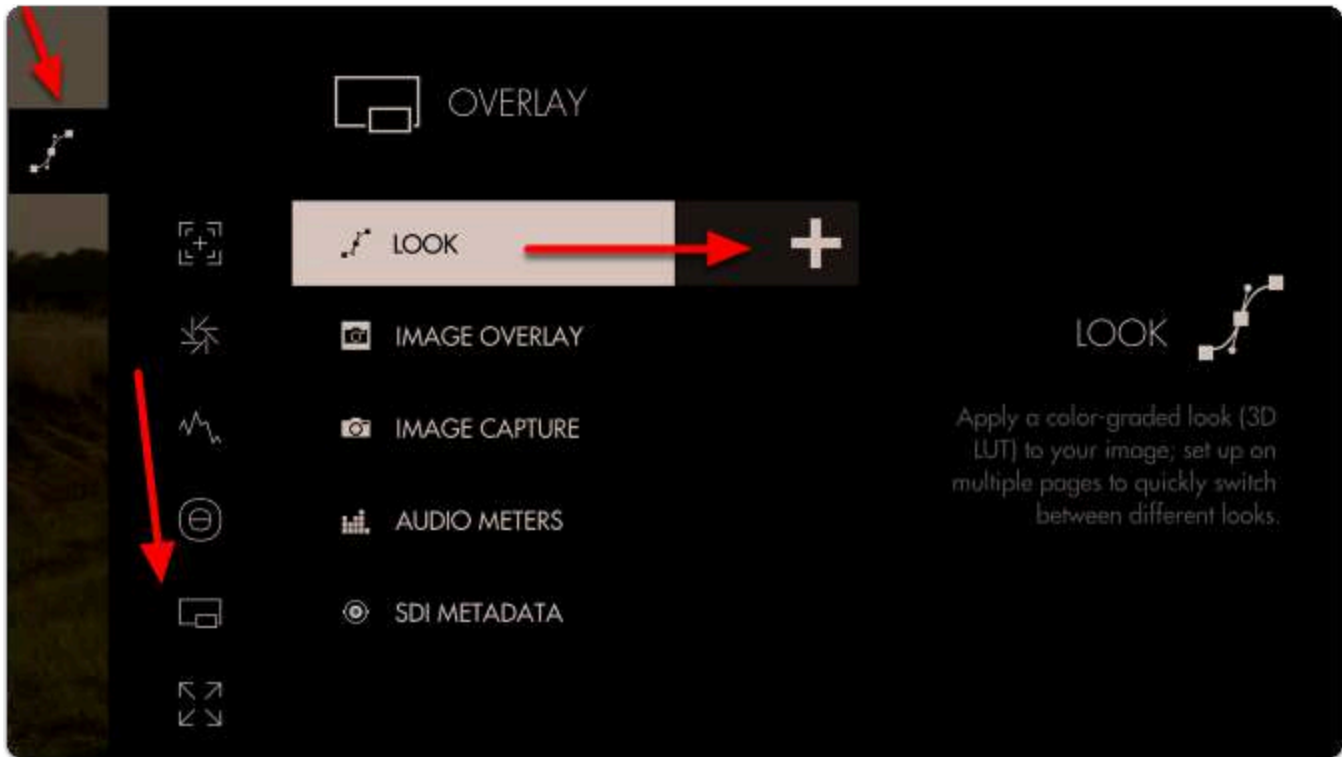 OVERLAY
LOOK
IMAGE OVERLAY
IMAGE CAPTURE
AUDIO METERS
SDI METADATA
LOOK
Apply a color-graded look (3D
LUT) to your image; set up on
multiple pages to quickly switch
between different looks.